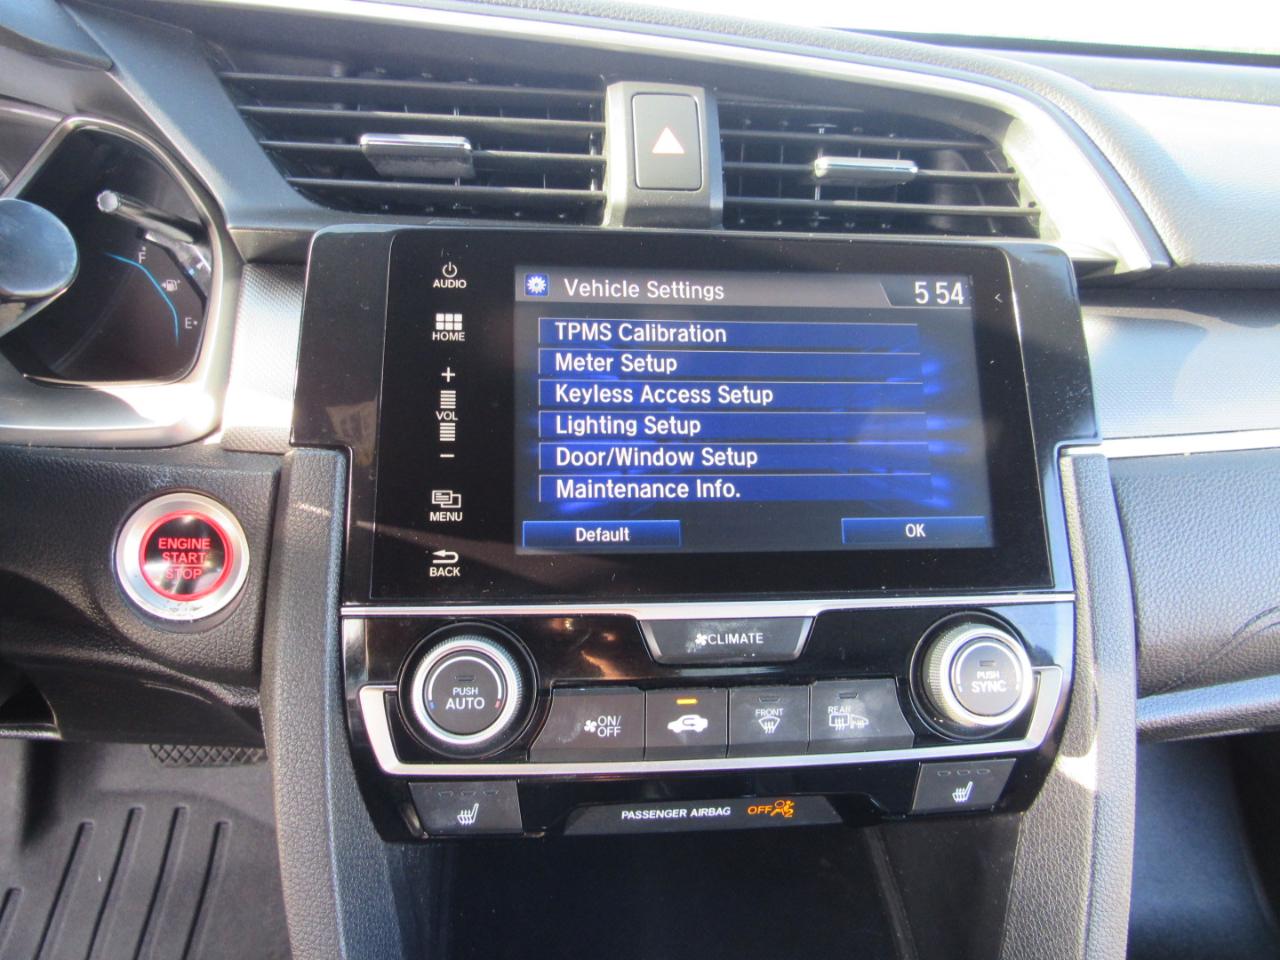 F
E
AUDIO
HOME
+
VOL
−
MENU
BACK
Vehicle Settings
5 54
<
TPMS Calibration
Meter Setup
Keyless Access Setup
Lighting Setup
Door/Window Setup
Maintenance Info.
Default
OK
ENGINE
START
STOP
CLIMATE
PUSH
AUTO
ON/
OFF
FRONT
REAR
PUSH
SYNC
PASSENGER AIRBAG OFF 2